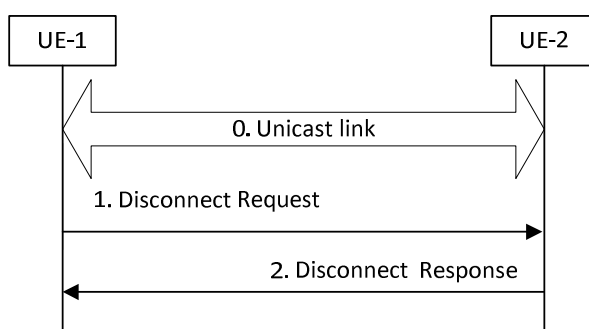 UE-1
UE-2
0. Unicast link
1. Disconnect Request
2. Disconnect Response